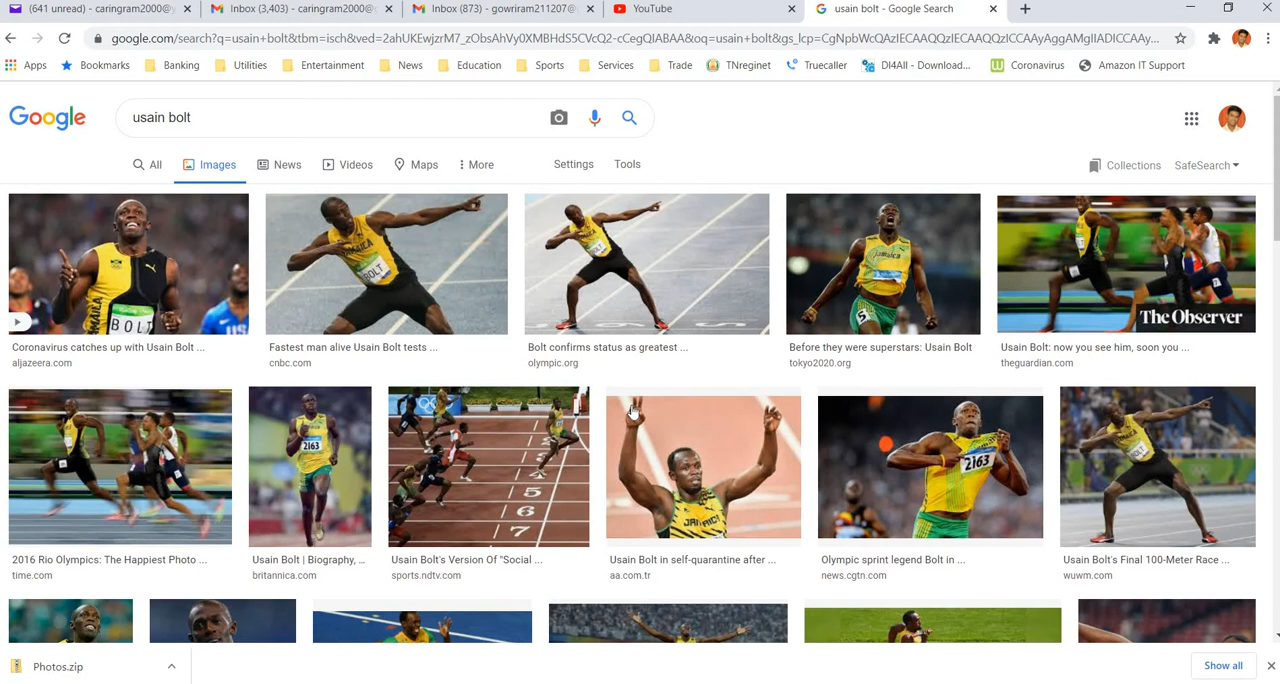 (641 unread) - caringram2000@y
Inbox (3,403) - caringram2000@
Inbox (873) - gowriram211207@
YouTube
usain bolt - Google Search
google.com/search?q=usain+bolt&tbm=isch&ved=2ahUKEwjzrM7_zObsAhVy0XMBHdS5CVcQ2-cCegQIABAA&oq=usain+bolt&gs_lcp=CgNpbWcQAzIECAAQQzIECAAQQzICCAAyAggAMgIIADICCAAy...
Apps Bookmarks Banking Utilities Entertainment News Education Sports Services Trade TNreginet Truecaller DI4All - Download... Coronavirus Amazon IT Support
Google
usain bolt
All Images News Videos Maps More Settings Tools Collections SafeSearch
JAMAICA
BOLT
JAMAICA
BOLT
BOLT
Jamaica
The Observer
Coronavirus catches up with Usain Bolt ...
aljazeera.com
Fastest man alive Usain Bolt tests ...
cnbc.com
Bolt confirms status as greatest ...
olympic.org
Before they were superstars: Usain Bolt
tokyo2020.org
Usain Bolt: now you see him, soon you ...
theguardian.com
2163
5
6
7
JAMAICA
2163
BOLT
2016 Rio Olympics: The Happiest Photo ...
time.com
Usain Bolt | Biography, ...
britannica.com
Usain Bolt's Version Of "Social ...
sports.ndtv.com
Usain Bolt in self-quarantine after ...
aa.com.tr
Olympic sprint legend Bolt in ...
news.cgtn.com
Usain Bolt's Final 100-Meter Race ...
wuwm.com
Photos.zip
Show all